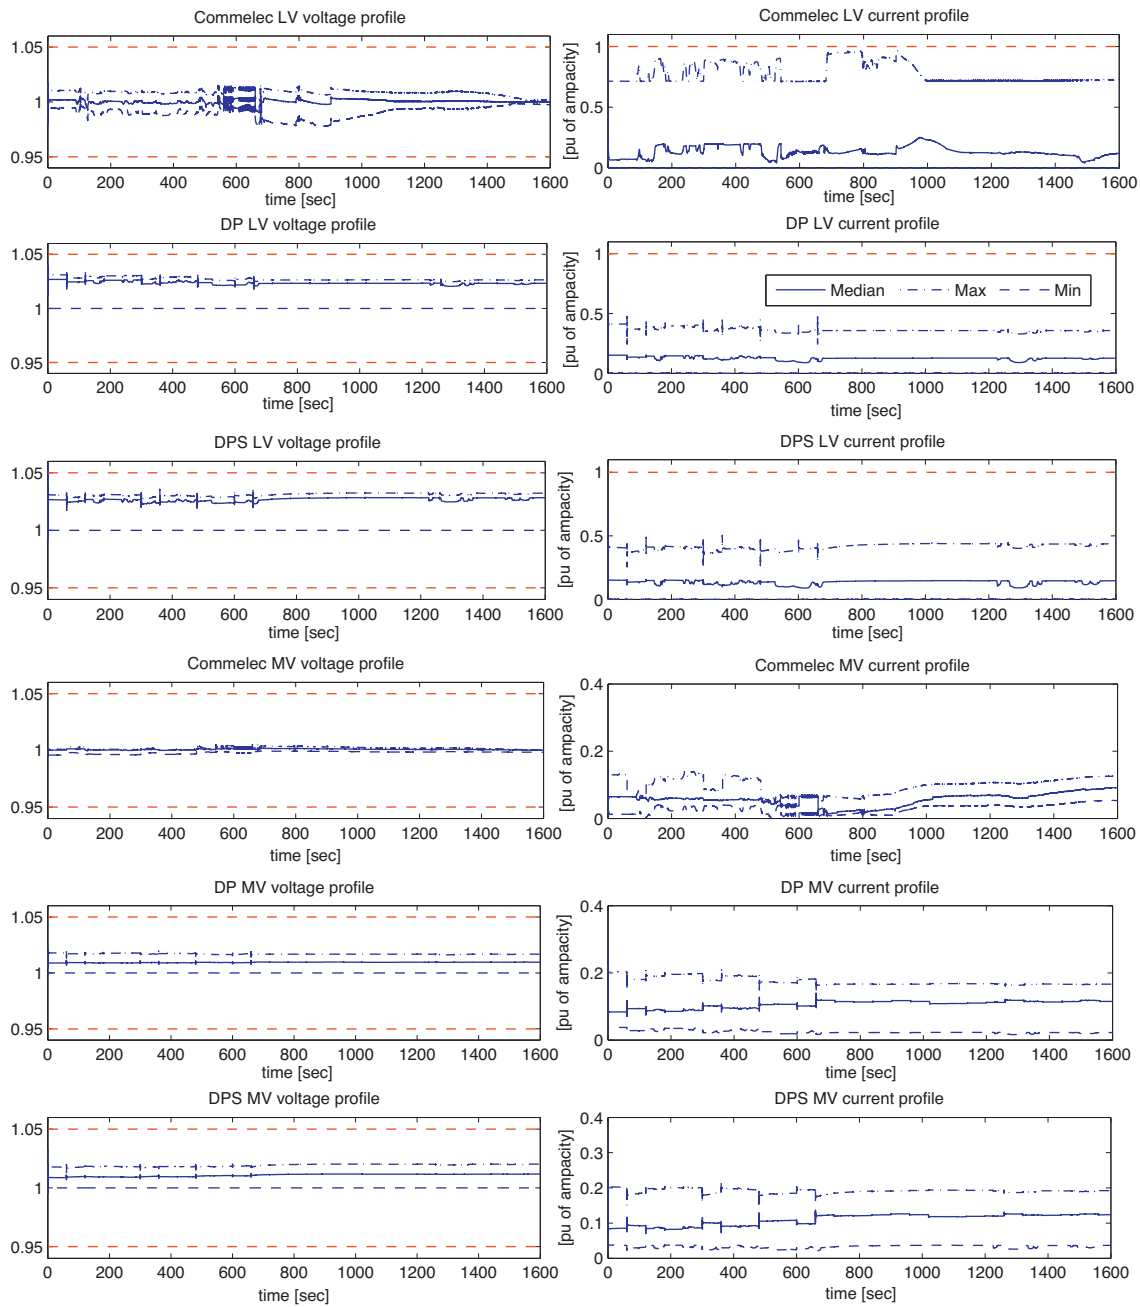 Commelec LV voltage profile
1.05
1
0.95
0 200 400 600 800 1000 1200 1400 1600
time [sec]
Commelec LV current profile
[pu of ampacity]
1
0.5
0
0 200 400 600 800 1000 1200 1400 1600
time [sec]
DP LV voltage profile
1.05
1
0.95
0 200 400 600 800 1000 1200 1400 1600
time [sec]
DP LV current profile
[pu of ampacity]
1
Median Max Min
0.5
0
0 200 400 600 800 1000 1200 1400 1600
time [sec]
DPS LV voltage profile
1.05
1
0.95
0 200 400 600 800 1000 1200 1400 1600
time [sec]
DPS LV current profile
[pu of ampacity]
1
0.5
0
0 200 400 600 800 1000 1200 1400 1600
time [sec]
Commelec MV voltage profile
1.05
1
0.95
0 200 400 600 800 1000 1200 1400 1600
time [sec]
Commelec MV current profile
[pu of ampacity]
0.4
0.2
0
0 200 400 600 800 1000 1200 1400 1600
time [sec]
DP MV voltage profile
1.05
1
0.95
0 200 400 600 800 1000 1200 1400 1600
time [sec]
DP MV current profile
[pu of ampacity]
0.4
0.2
0
0 200 400 600 800 1000 1200 1400 1600
time [sec]
DPS MV voltage profile
1.05
1
0.95
0 200 400 600 800 1000 1200 1400 1600
time [sec]
DPS MV current profile
[pu of ampacity]
0.4
0.3
0.2
0.1
0
0 200 400 600 800 1000 1200 1400 1600
time [sec]